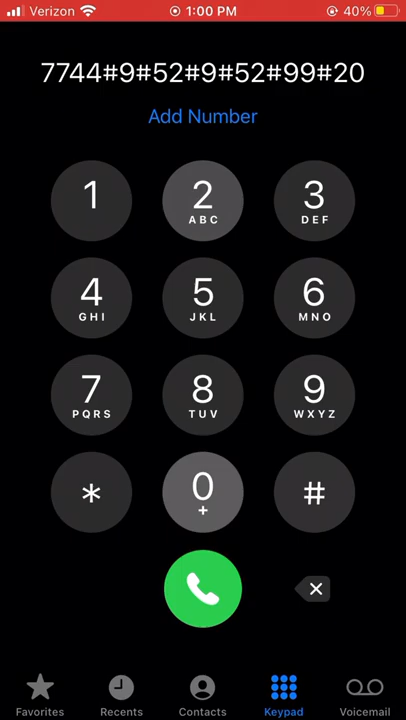 Verizon 1:00 PM 40%
7744#9#52#9#52#99#20
Add Number
1 2 3
ABC DEF
4 5 6
GHI JKL MNO
7 8 9
PQRS TUV WXYZ
* 0 #
+
Favorites Recents Contacts Keypad Voicemail